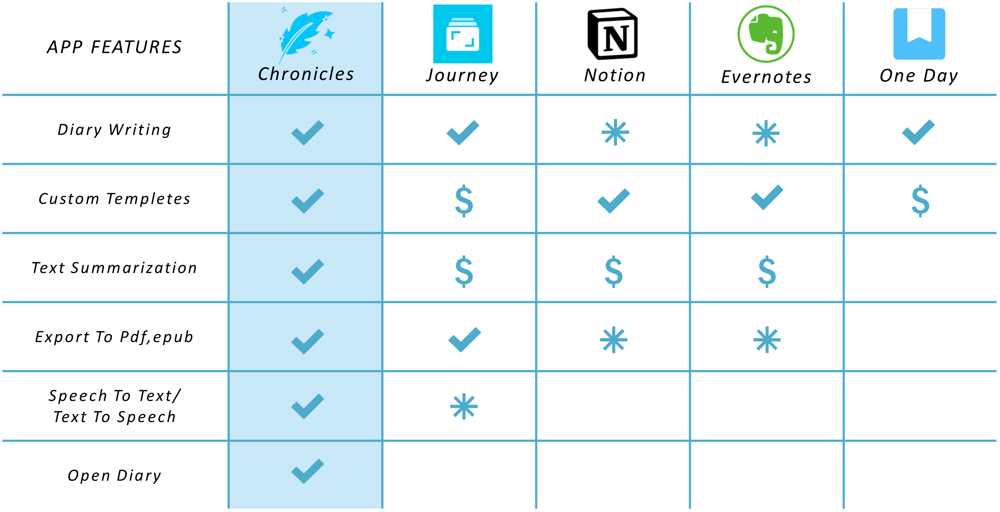 APP FEATURES
Chronicles
Journey
N
Notion
Evernotes
One Day
Diary Writing
Custom Templetes
$
$
Text Summarization
$
$
$
Export To Pdf,epub
Speech To Text/
Text To Speech
Open Diary